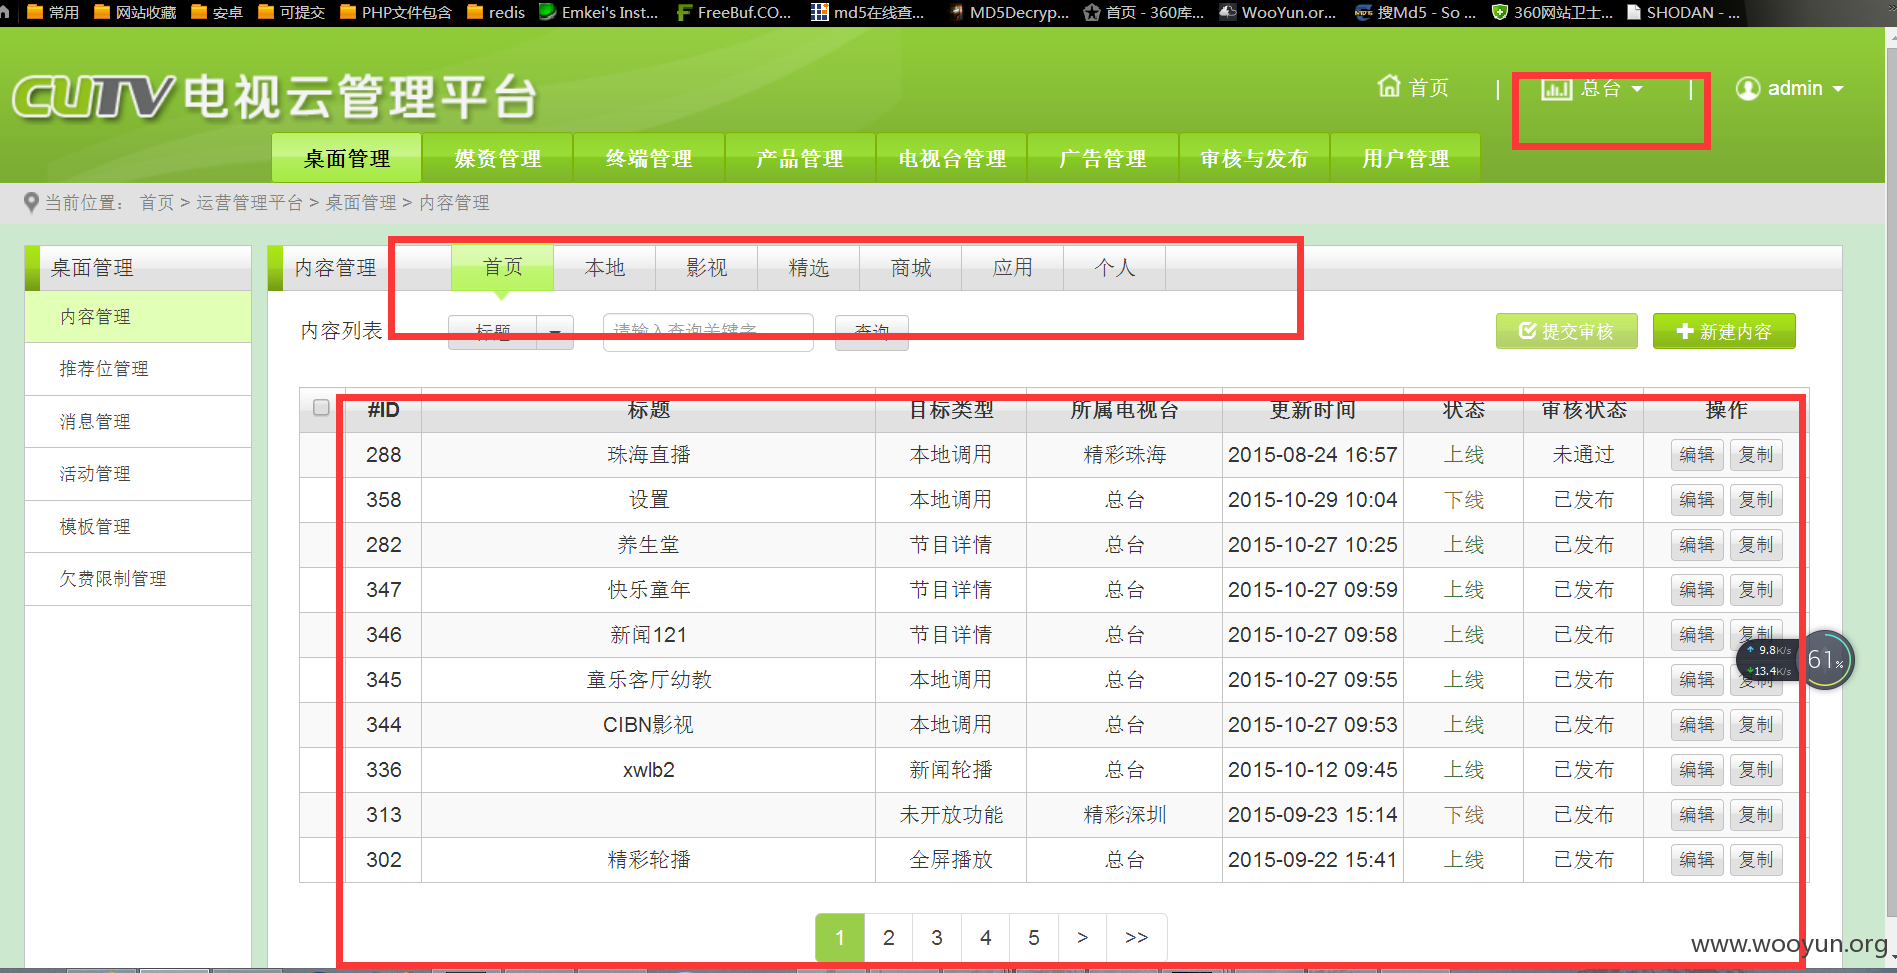 常用 网站收藏 安卓 可提交 PHP文件包含 redis Emkei's Inst... FreeBuf.CO... md5在线查... MD5Decryp... 首页 - 360库... WooYun.or... 搜Md5 - So ... 360网站卫士... SHODAN - ...
CUTV 电视云管理平台
首页 | 总台 | admin
桌面管理 媒资管理 终端管理 产品管理 电视台管理 广告管理 审核与发布 用户管理
当前位置： 首页 > 运营管理平台 > 桌面管理 > 内容管理
桌面管理
内容管理
推荐位管理
消息管理
活动管理
模板管理
欠费限制管理
内容管理 首页 本地 影视 精选 商城 应用 个人
内容列表 标题 请输入查询关键字 查询 提交审核 新建内容
#ID 标题 目标类型 所属电视台 更新时间 状态 审核状态 操作
288 珠海直播 本地调用 精彩珠海 2015-08-24 16:57 上线 未通过 编辑 复制
358 设置 本地调用 总台 2015-10-29 10:04 下线 已发布 编辑 复制
282 养生堂 节目详情 总台 2015-10-27 10:25 上线 已发布 编辑 复制
347 快乐童年 节目详情 总台 2015-10-27 09:59 上线 已发布 编辑 复制
346 新闻121 节目详情 总台 2015-10-27 09:58 上线 已发布 编辑 复制
345 童乐客厅幼教 本地调用 总台 2015-10-27 09:55 上线 已发布 编辑 复制
344 CIBN影视 本地调用 总台 2015-10-27 09:53 上线 已发布 编辑 复制
336 xwlb2 新闻轮播 总台 2015-10-12 09:45 上线 已发布 编辑 复制
313 未开放功能 精彩深圳 2015-09-23 15:14 下线 已发布 编辑 复制
302 精彩轮播 全屏播放 总台 2015-09-22 15:41 上线 已发布 编辑 复制
9.8K/s
13.4K/s
61%
1 2 3 4 5 > >>
www.wooyun.org